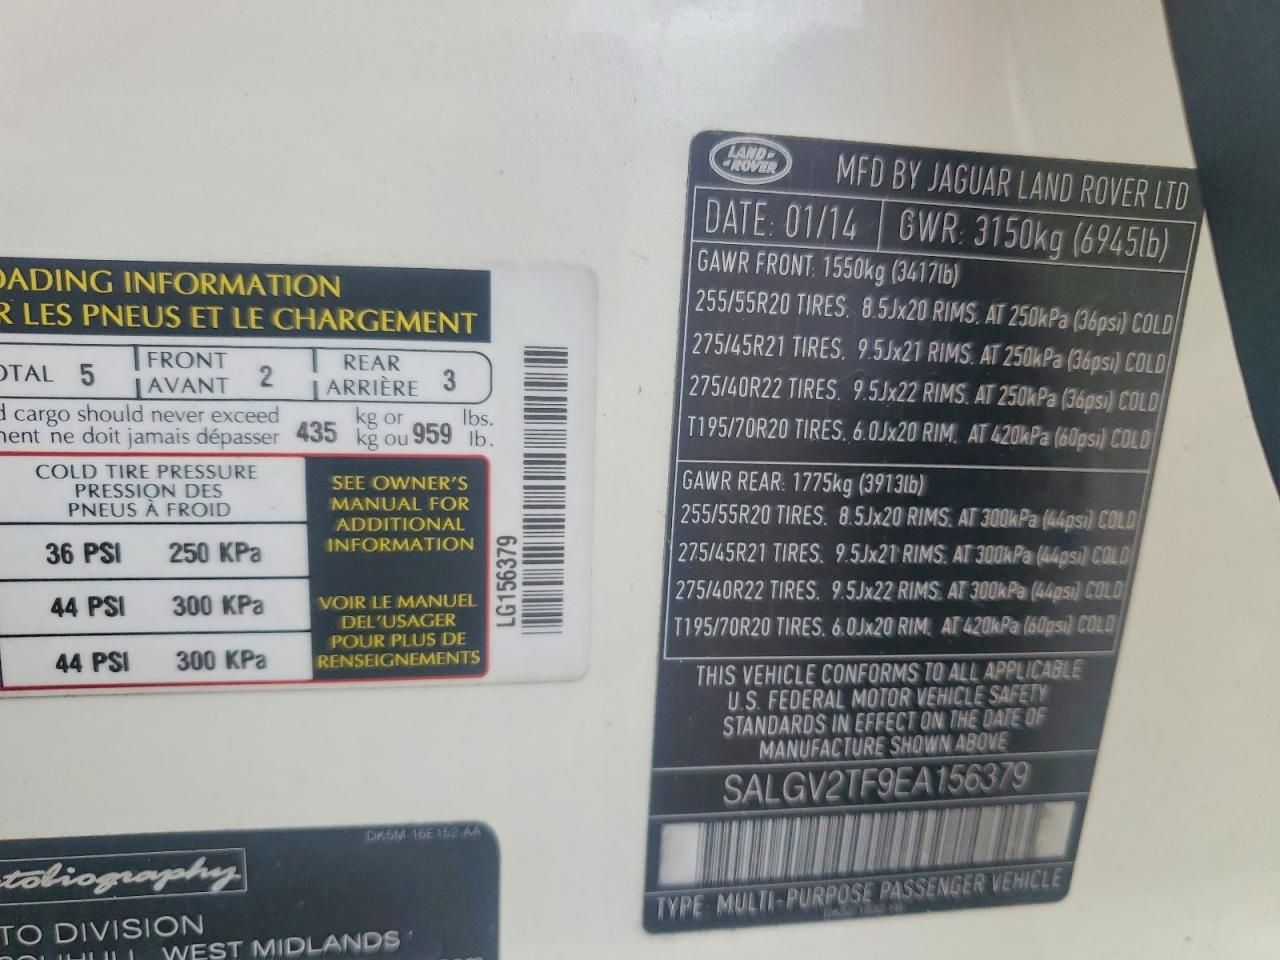 OADING INFORMATION
R LES PNEUS ET LE CHARGEMENT
OTAL 5 FRONT AVANT 2 REAR ARRIÈRE 3
d cargo should never exceed 435 kg or 959 lbs.
ment ne doit jamais dépasser kg ou lb.
COLD TIRE PRESSURE
PRESSION DES
PNEUS À FROID
36 PSI 250 KPa
44 PSI 300 KPa
44 PSI 300 KPa
SEE OWNER'S
MANUAL FOR
ADDITIONAL
INFORMATION
VOIR LE MANUEL
DEL'USAGER
POUR PLUS DE
RENSEIGNEMENTS
LG156379
LAND-
-ROVER
MFD BY JAGUAR LAND ROVER LTD
DATE: 01/14 GWR: 3150kg (6945lb)
GAWR FRONT: 1550kg (3417lb)
255/55R20 TIRES. 8.5Jx20 RIMS. AT 250kPa (36psi) COLD
275/45R21 TIRES. 9.5Jx21 RIMS. AT 250kPa (36psi) COLD
275/40R22 TIRES. 9.5Jx22 RIMS. AT 250kPa (36psi) COLD
T195/70R20 TIRES. 6.0Jx20 RIM. AT 420kPa (60psi) COLD
GAWR REAR: 1775kg (3913lb)
255/55R20 TIRES. 8.5Jx20 RIMS. AT 300kPa (44psi) COLD
275/45R21 TIRES. 9.5Jx21 RIMS. AT 300kPa (44psi) COLD
275/40R22 TIRES. 9.5Jx22 RIMS. AT 300kPa (44psi) COLD
T195/70R20 TIRES. 6.0Jx20 RIM. AT 420kPa (60psi) COLD
THIS VEHICLE CONFORMS TO ALL APPLICABLE
U.S. FEDERAL MOTOR VEHICLE SAFETY
STANDARDS IN EFFECT ON THE DATE OF
MANUFACTURE SHOWN ABOVE
SALGV2TF9EA156379
TYPE MULTI-PURPOSE PASSENGER VEHICLE
DK5M-16E152-AA
tobiography
TO DIVISION
WEST MIDLANDS